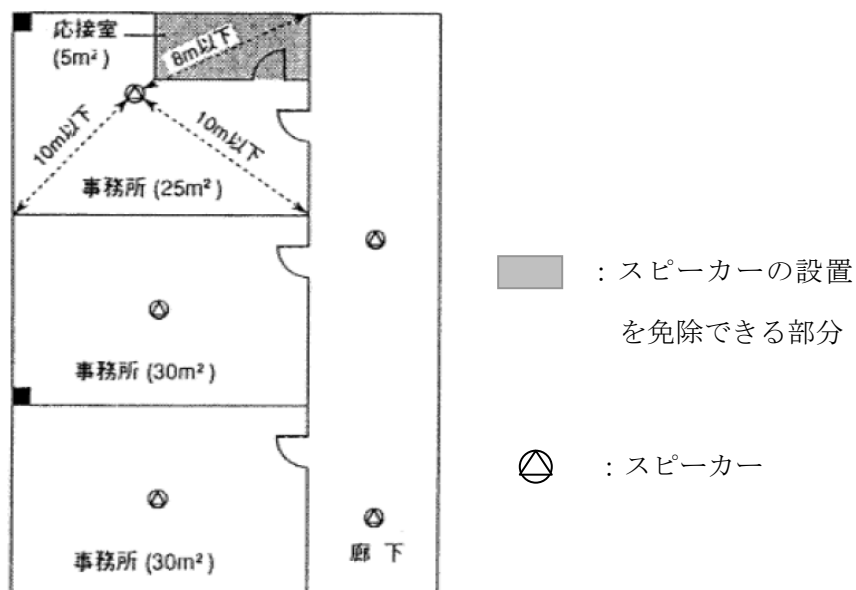 応接室
(5m²)
8m以下
10m以下
10m以下
事務所 (25m²)
事務所 (30m²)
事務所 (30m²)
廊 下
：スピーカーの設置
を免除できる部分
：スピーカー